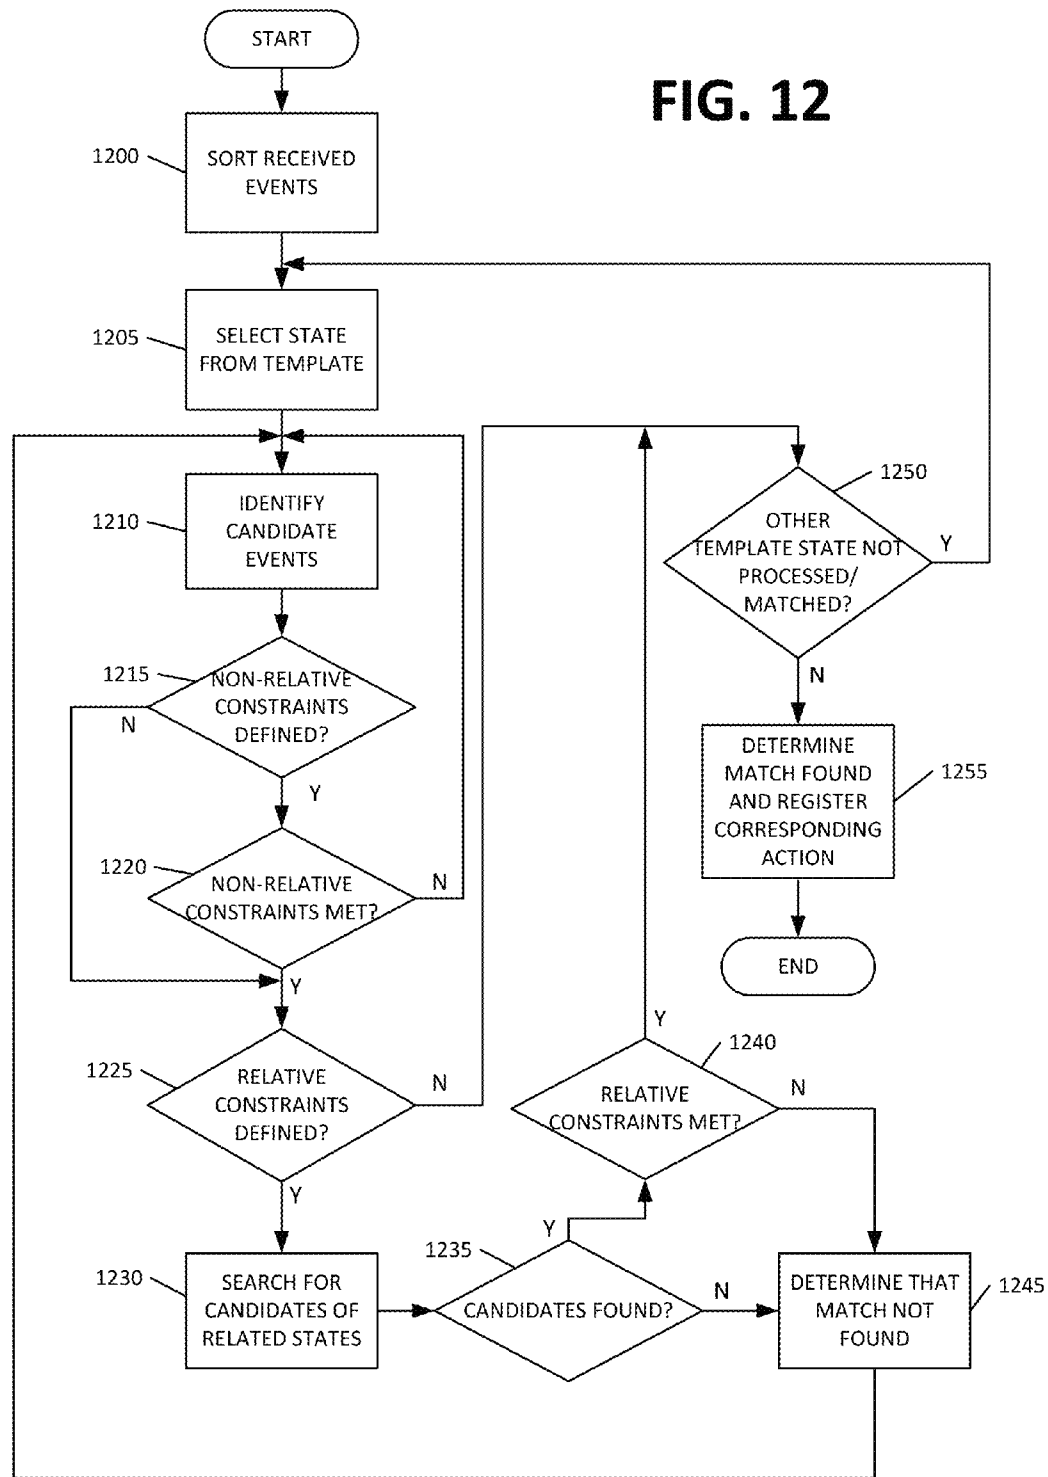 START
FIG. 12
1200
SORT RECEIVED
EVENTS
1205
SELECT STATE
FROM TEMPLATE
1210
IDENTIFY
CANDIDATE
EVENTS
1250
OTHER
TEMPLATE STATE NOT
PROCESSED/
MATCHED?
Y
N
1215
NON-RELATIVE
CONSTRAINTS
DEFINED?
N
Y
DETERMINE
MATCH FOUND
AND REGISTER
CORRESPONDING
ACTION
1255
1220
NON-RELATIVE
CONSTRAINTS MET?
N
Y
END
1225
RELATIVE
CONSTRAINTS
DEFINED?
N
Y
Y
1240
RELATIVE
CONSTRAINTS MET?
N
1230
SEARCH FOR
CANDIDATES OF
RELATED STATES
1235
Y
CANDIDATES FOUND?
N
DETERMINE THAT
MATCH NOT
FOUND
1245